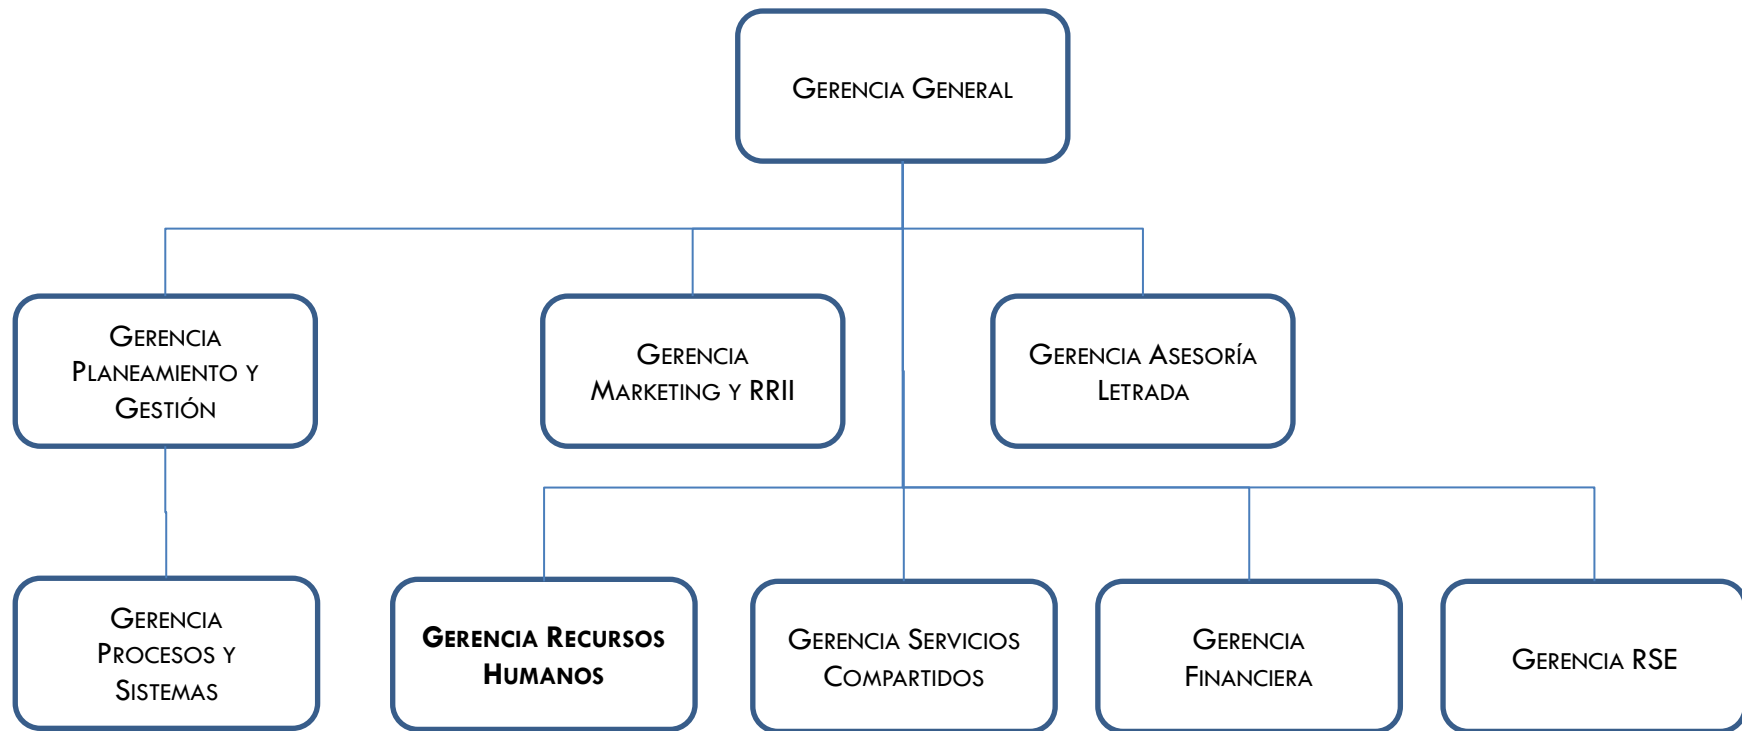 Gerencia General
Gerencia
Planeamiento y
Gestión
Gerencia
Marketing y RRII
Gerencia Asesoría
Letrada
Gerencia
Procesos y
Sistemas
Gerencia Recursos
Humanos
Gerencia Servicios
Compartidos
Gerencia
Financiera
Gerencia RSE